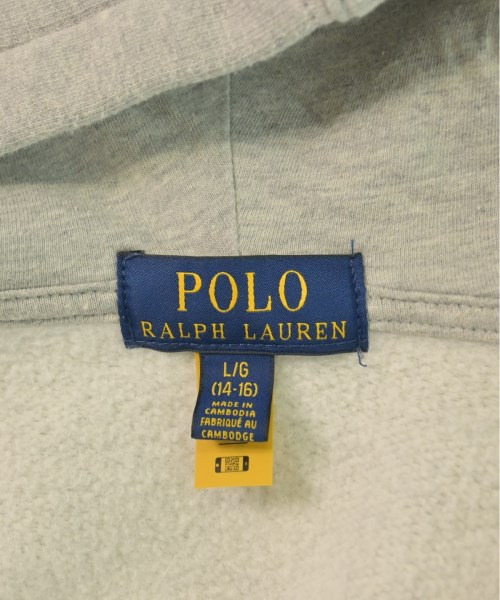 POLO
RALPH LAUREN
L/G
(14-16)
MADE IN
CAMBODIA
FABRIQUÉ AU
CAMBODGE